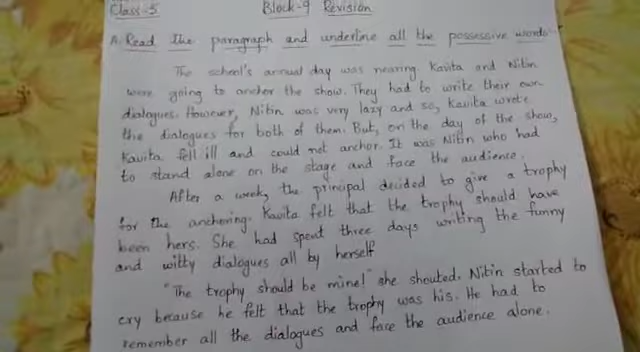 Class-5 Block-9 Revision
A. Read the paragraph and underline all the possessive words-
The school's annual day was nearing. Kavita and Nitin
were going to anchor the show. They had to write their own
dialogues. However, Nitin was very lazy and so, Kavita wrote
the dialogues for both of them. But, on the day of the show,
Kavita fell ill and could not anchor. It was Nitin who had
to stand alone on the stage and face the audience.
After a week, the principal decided to give a trophy
for the anchoring. Kavita felt that the trophy should have
been hers. She had spent three days writing the funny
and witty dialogues all by herself
"The trophy should be mine!" she shouted. Nitin started to
cry because he felt that the trophy was his. He had to
remember all the dialogues and face the audience alone.